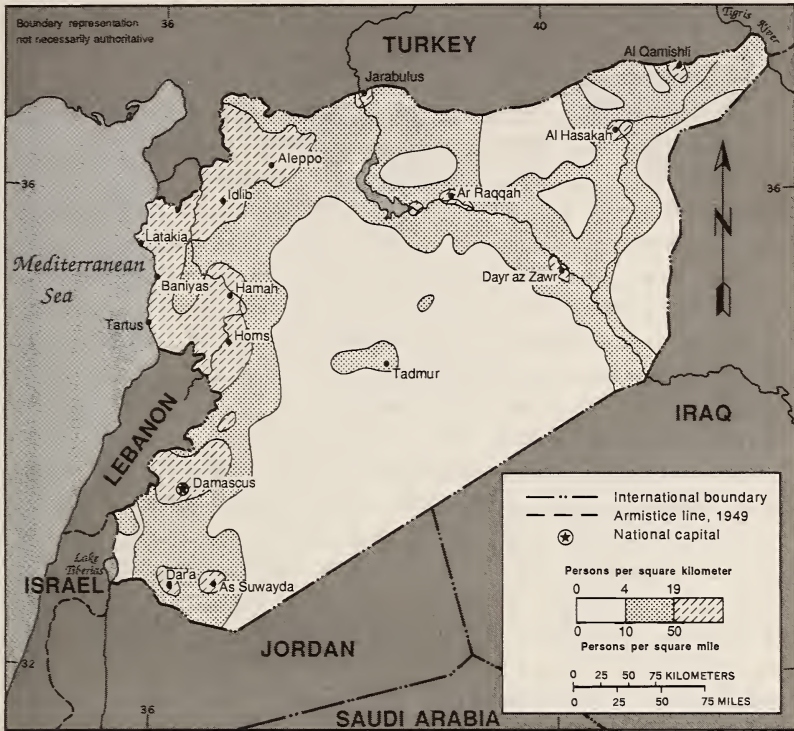 Boundary representation
not necessarily authoritative
36
40
Tigris
River
TURKEY
Al Qamishli
Jarabulus
Al Hasakah
Aleppo
36
36
Idlib
Ar Raqqah
N
Latakia
Mediterranean
Sea
Dayr az Zawr
Baniyas
Hamah
Tartus
Homs
Tadmur
LEBANON
IRAQ
Damascus
International boundary
Armistice line, 1949
National capital
Lake
Tiberias
ISRAEL
Dar'a
As Suwayda
Persons per square kilometer
0 4 19
0 10 50
Persons per square mile
JORDAN
32
32
0 25 50 75 KILOMETERS
0 25 50 75 MILES
36
40
SAUDI ARABIA